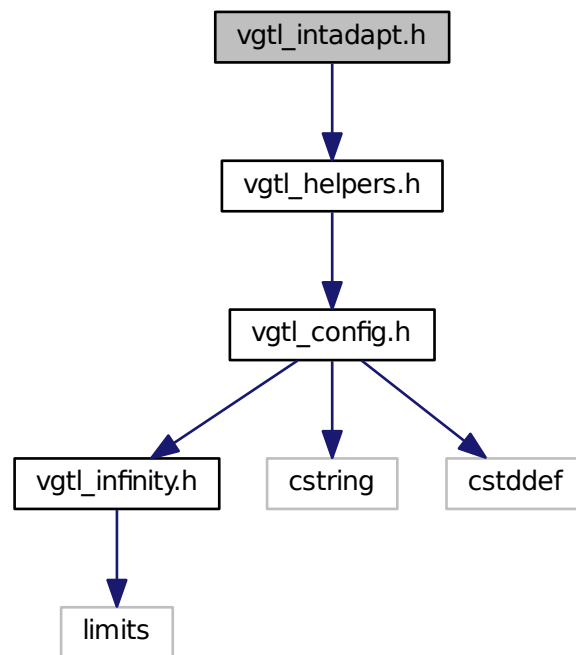 vgtl_intadapt.h
vgtl_helpers.h
vgtl_config.h
vgtl_infinity.h
cstring
cstddef
limits